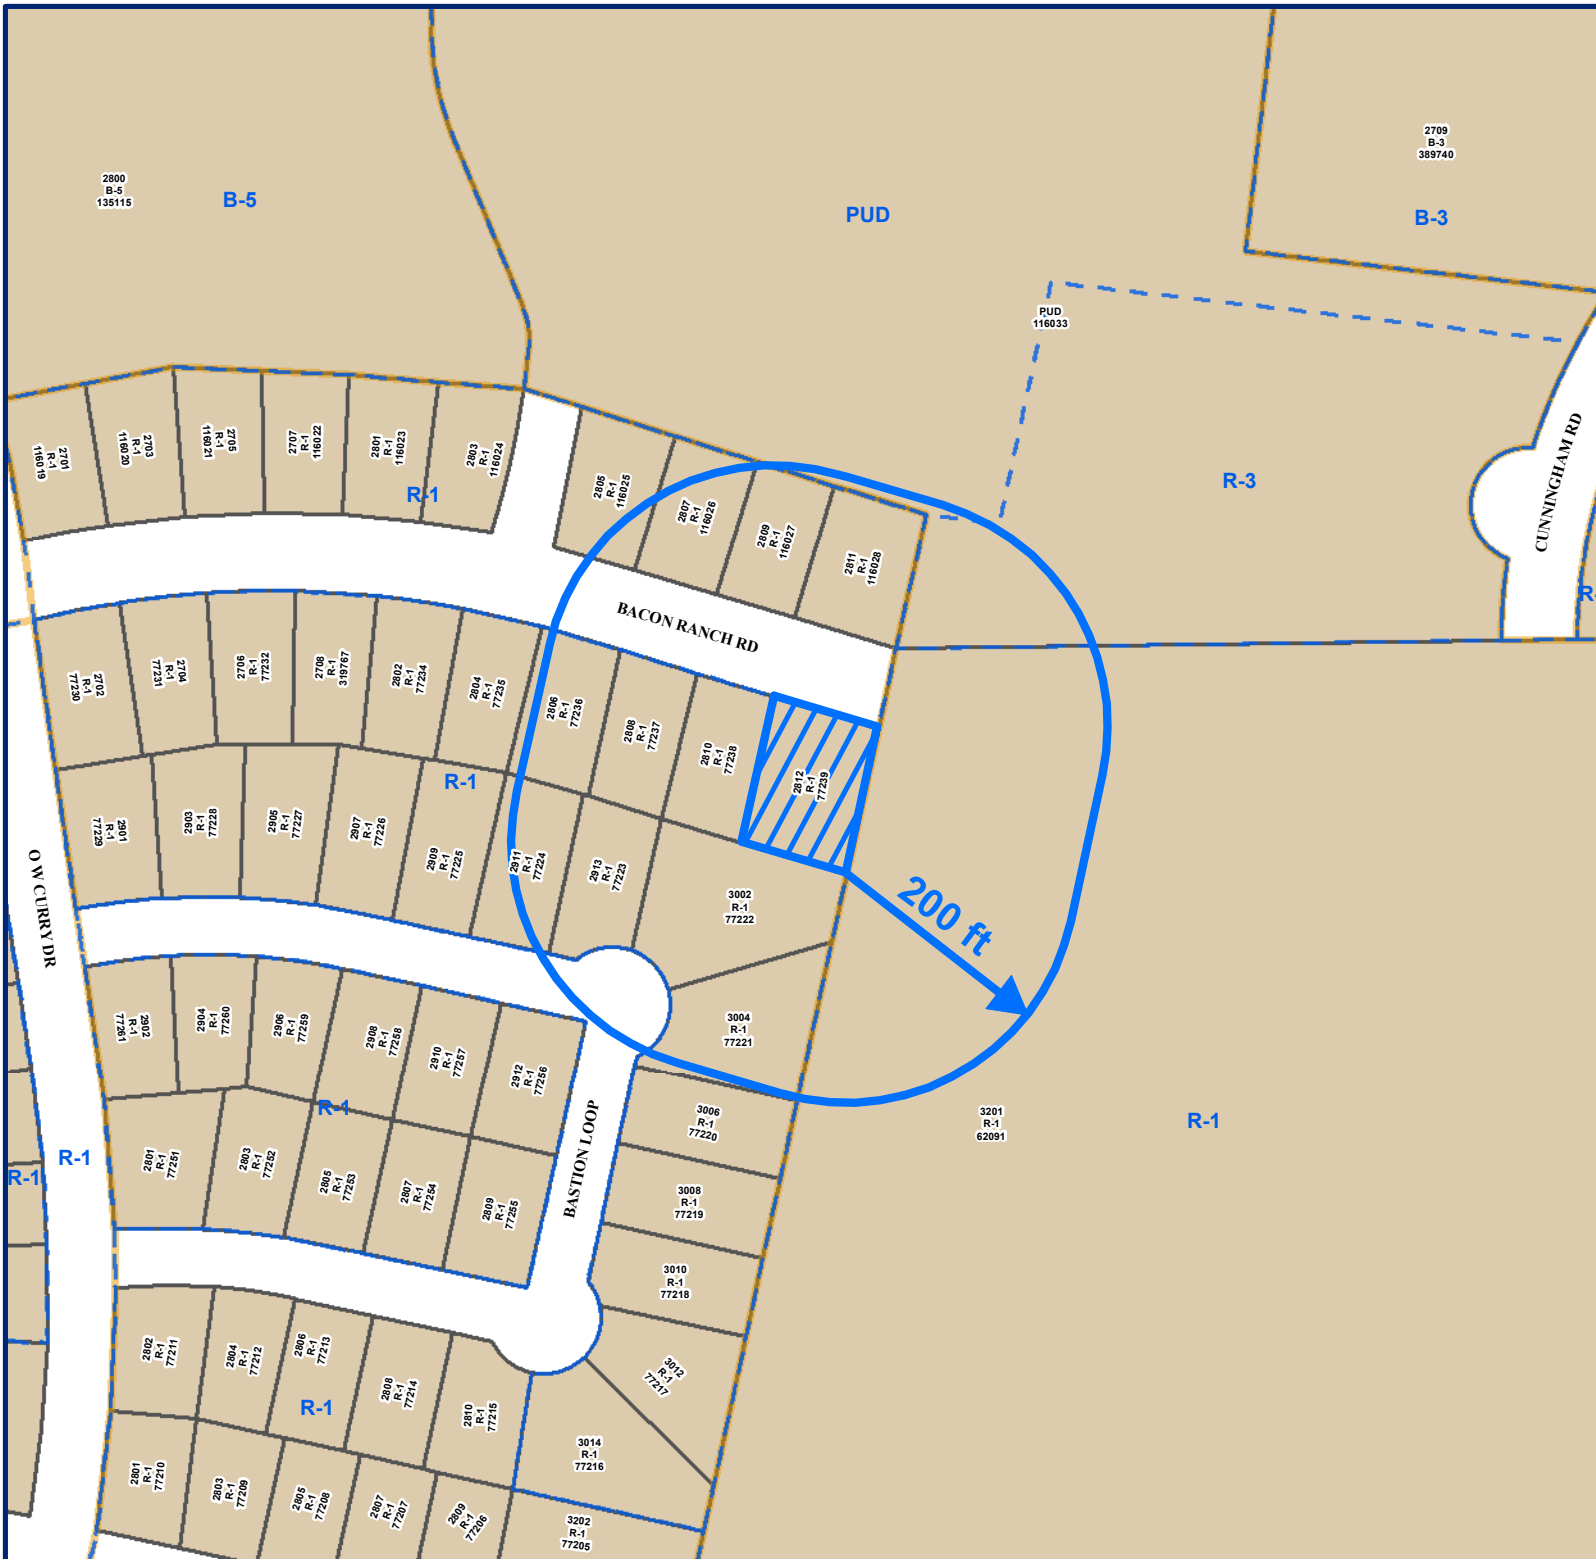 2800
B-5
135115
B-5
PUD
2709
B-3
389740
B-3
PUD
116033
R-3
CUNNINGHAM RD
2701
R-1
116019
2703
R-1
116020
2705
R-1
116021
2707
R-1
116022
2801
R-1
116023
2803
R-1
116024
R-1
2805
R-1
116025
2807
R-1
116026
2809
R-1
116027
2811
R-1
116028
BACON RANCH RD
2702
R-1
77230
2704
R-1
77231
2706
R-1
77232
2708
R-1
319767
2802
R-1
77234
2804
R-1
77235
2806
R-1
77236
2808
R-1
77237
2810
R-1
77238
2812
R-1
77239
R-1
2901
R-1
77229
2903
R-1
77228
2905
R-1
77227
2907
R-1
77226
2909
R-1
77225
2911
R-1
77224
2913
R-1
77223
3002
R-1
77222
200 ft
O W CURRY DR
2902
R-1
77261
2904
R-1
77260
2906
R-1
77259
2908
R-1
77258
2910
R-1
77257
2912
R-1
77256
3004
R-1
77221
R-1
3006
R-1
77220
3201
R-1
62091
R-1
BASTION LOOP
R-1
R-1
2801
R-1
77251
2803
R-1
77252
2805
R-1
77253
2807
R-1
77254
2809
R-1
77255
3008
R-1
77219
3010
R-1
77218
2802
R-1
77211
2804
R-1
77212
2806
R-1
77213
2808
R-1
77214
2810
R-1
77215
3012
R-1
77217
R-1
3014
R-1
77216
2801
R-1
77210
2803
R-1
77209
2805
R-1
77208
2807
R-1
77207
2809
R-1
77206
3202
R-1
77205